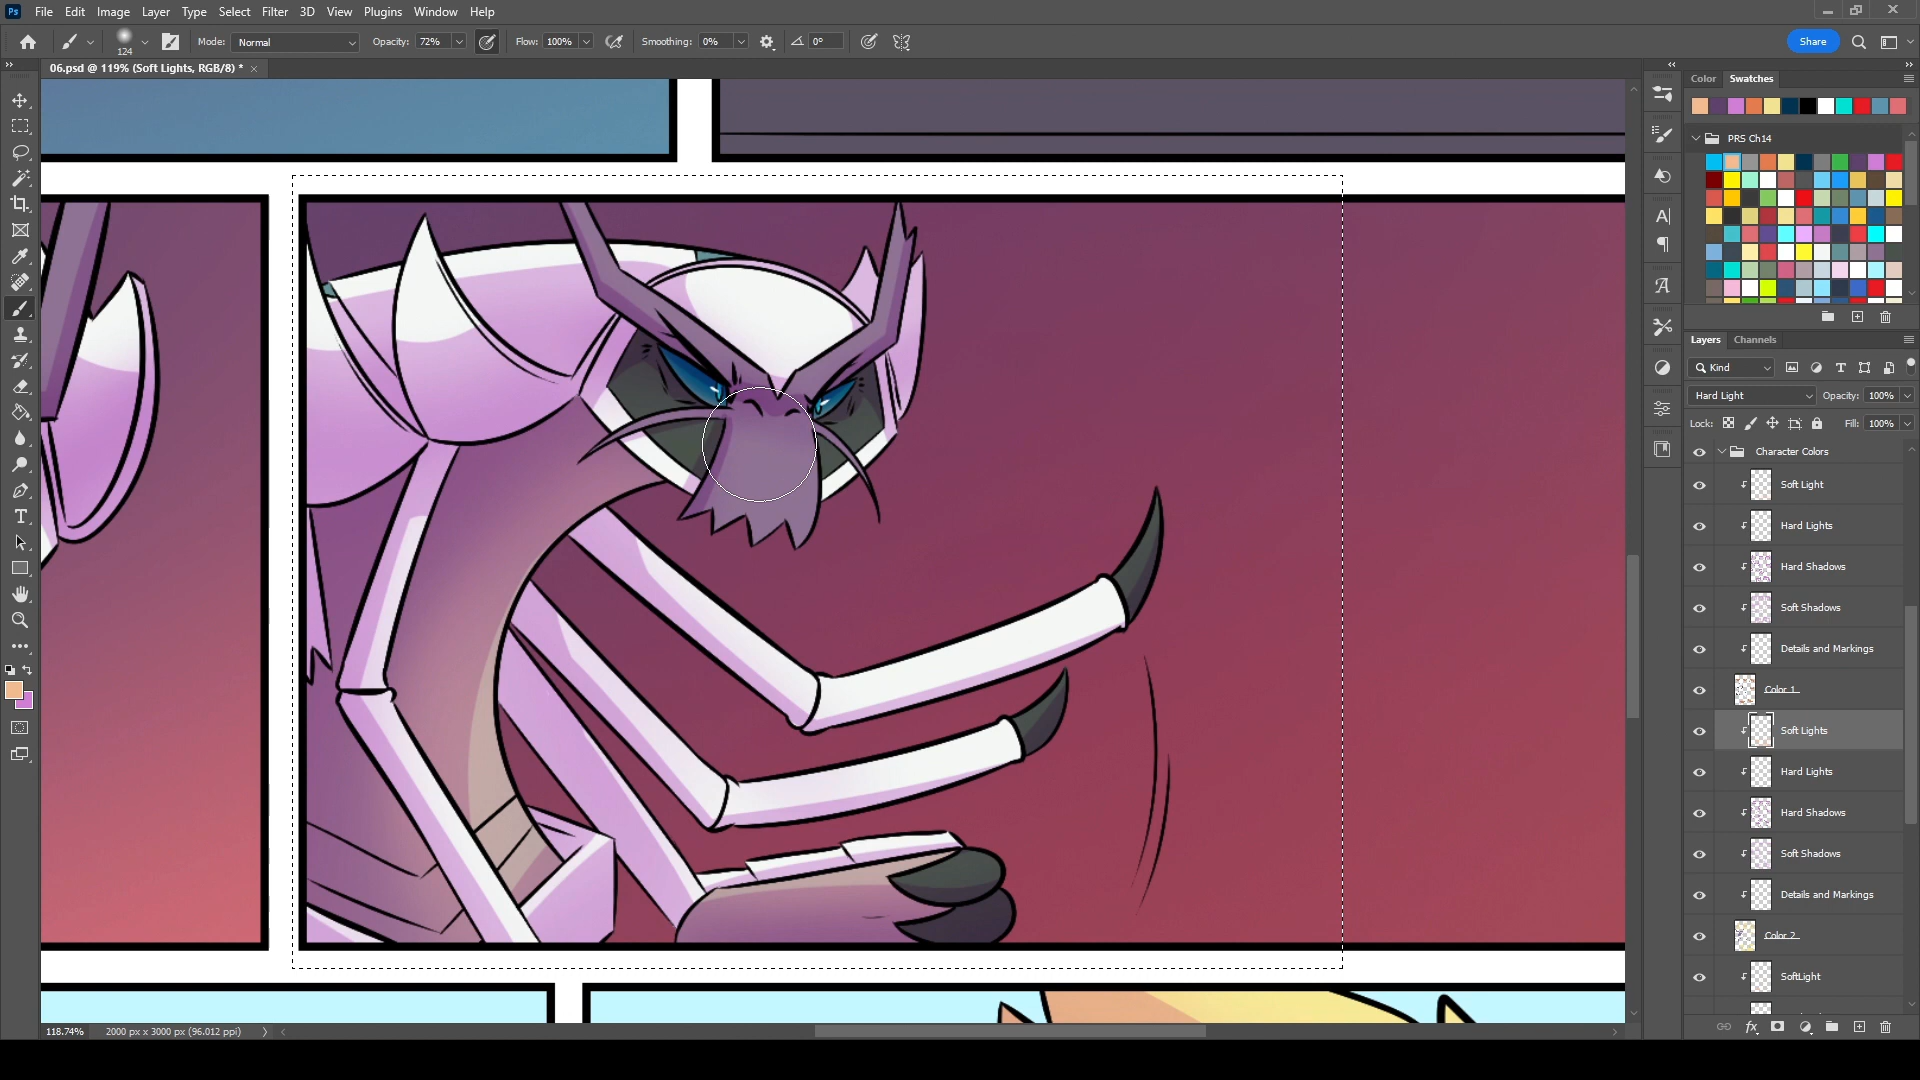 Ps File Edit Image Layer Type Select Filter 3D View Plugins Window Help
124 Mode: Normal Opacity: 72% Flow: 100% Smoothing: 0% 0° Share
06.psd @ 119% (Soft Lights, RGB/8) *
Color Swatches
PRS Ch14
Layers Channels
Kind
Hard Light Opacity: 100%
Lock: Fill: 100%
Character Colors
Soft Light
Hard Lights
Hard Shadows
Soft Shadows
Details and Markings
Color 1
Soft Lights
Hard Lights
Hard Shadows
Soft Shadows
Details and Markings
Color 2
SoftLight
118.74% 2000 px x 3000 px (96.012 ppi)